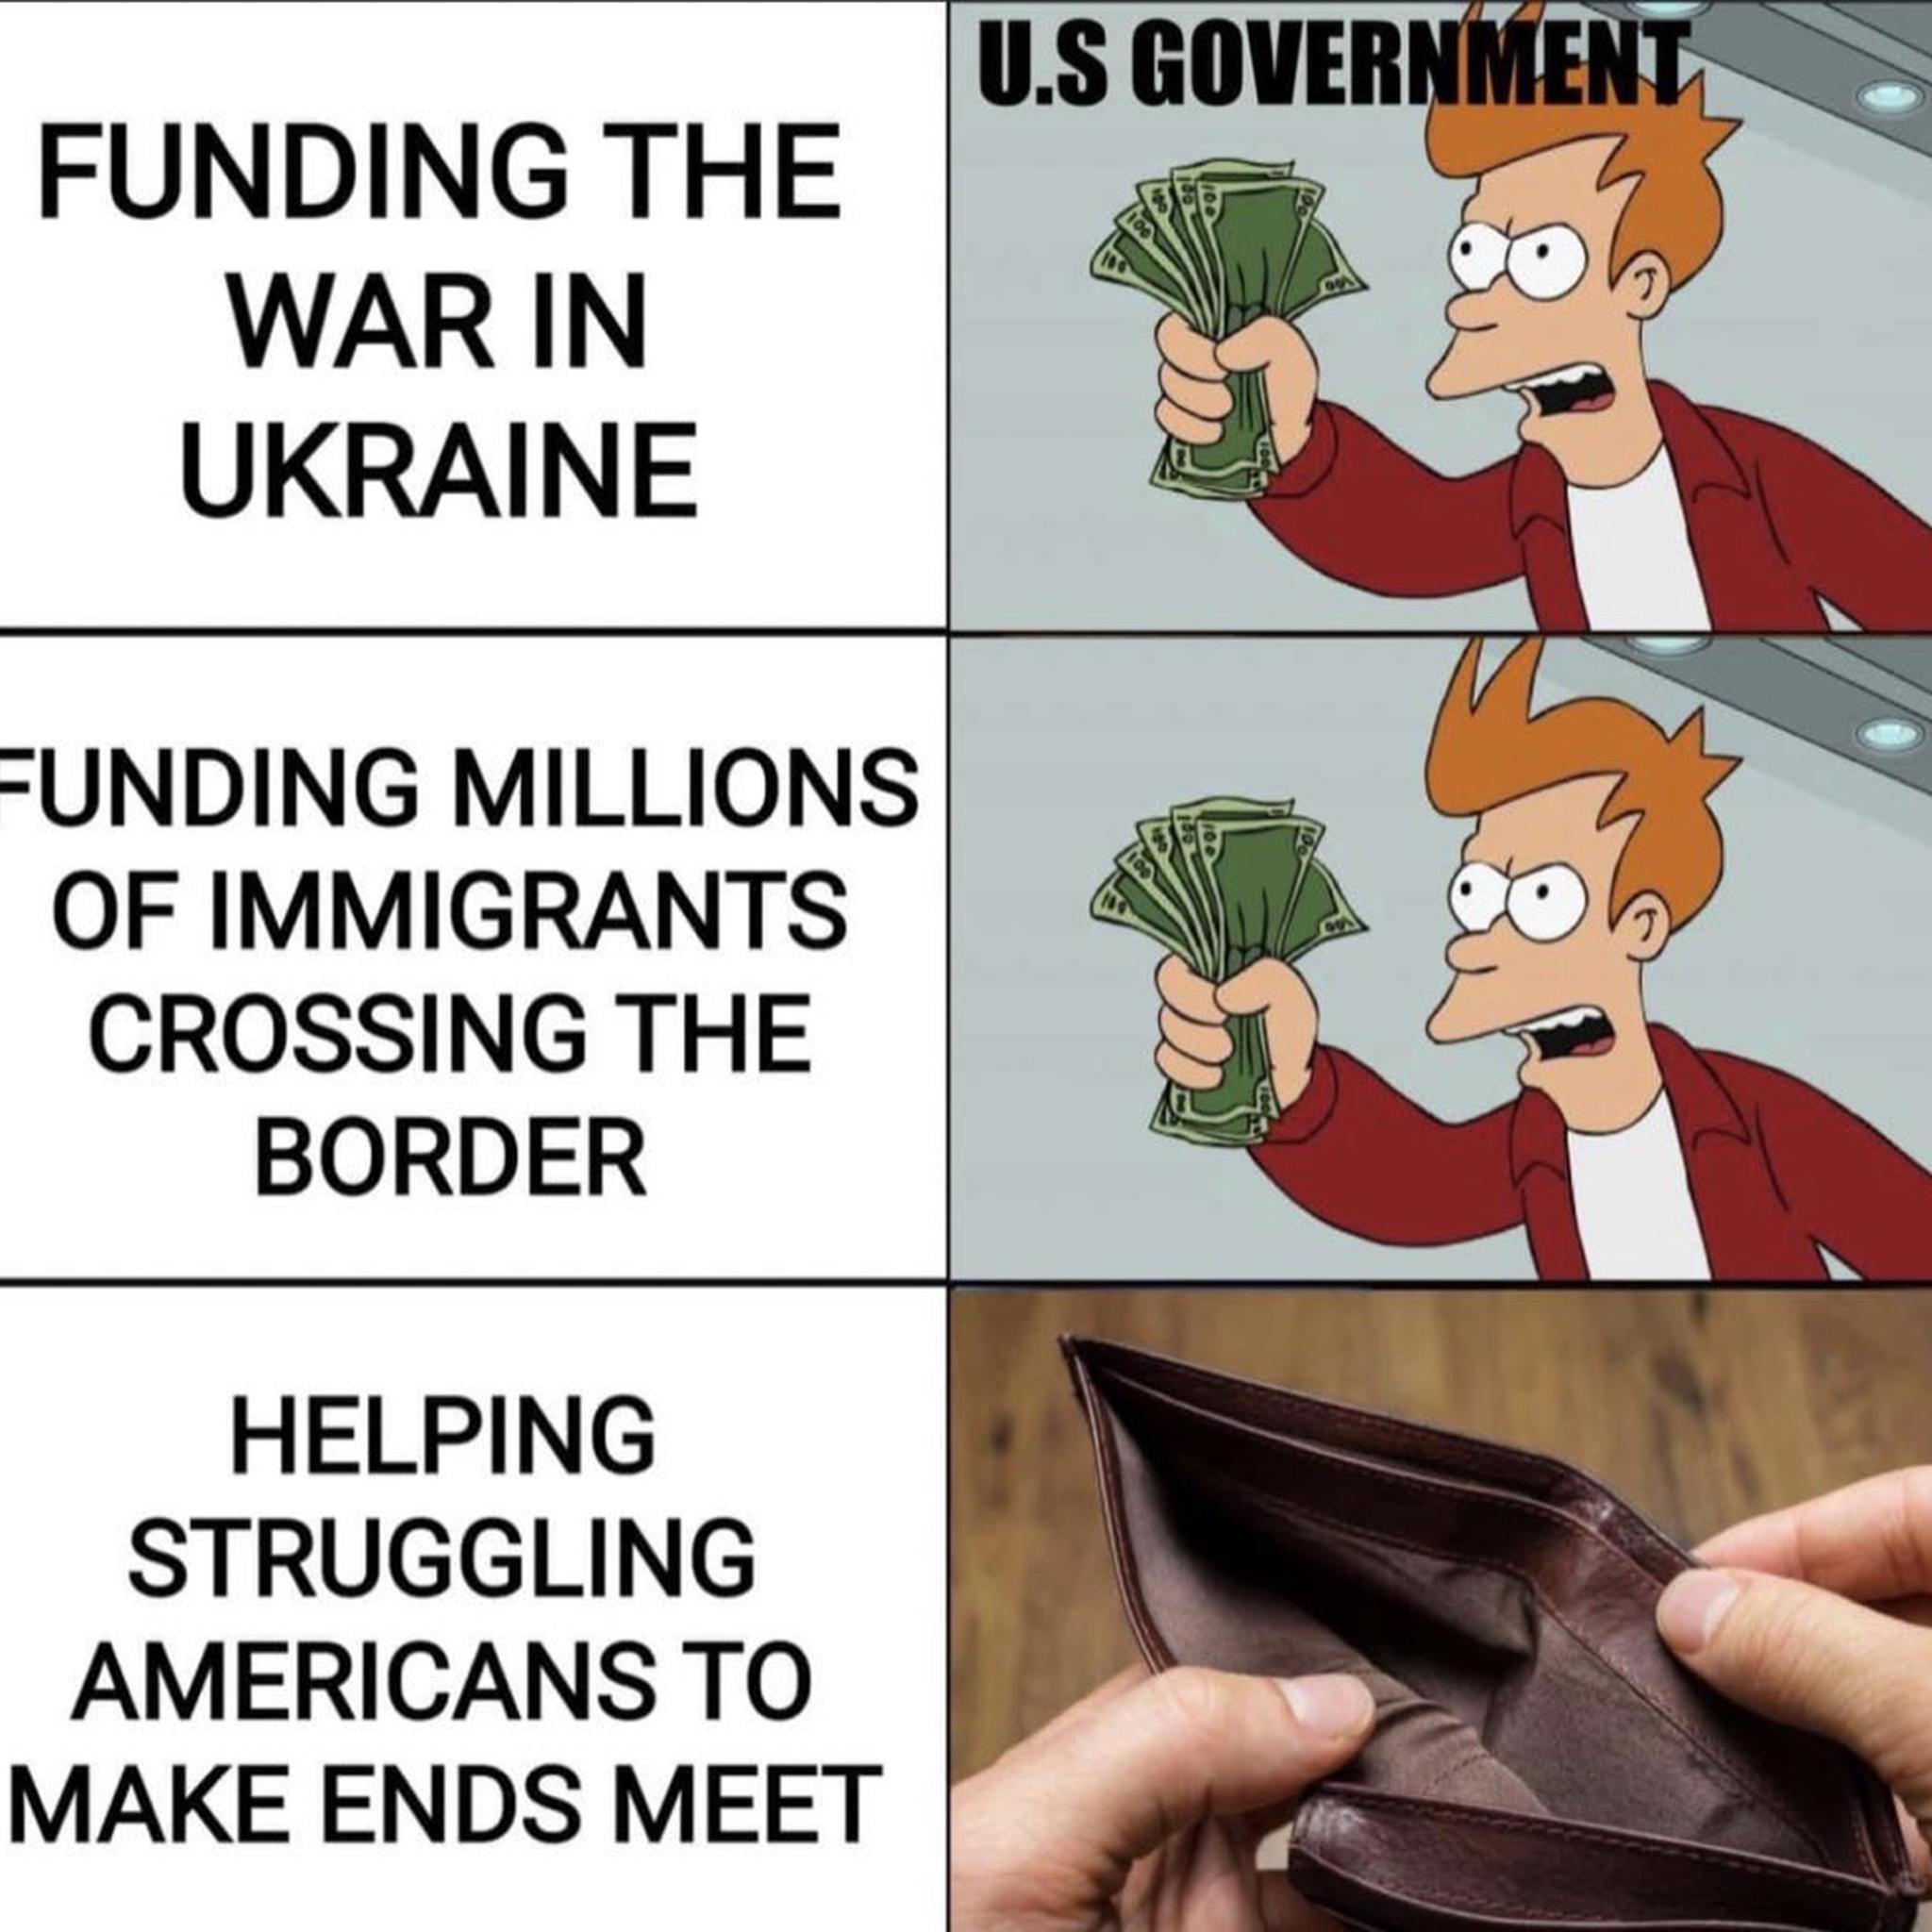 U.S GOVERNMENT
FUNDING THE
WAR IN
UKRAINE
FUNDING MILLIONS
OF IMMIGRANTS
CROSSING THE
BORDER
HELPING
STRUGGLING
AMERICANS TO
MAKE ENDS MEET